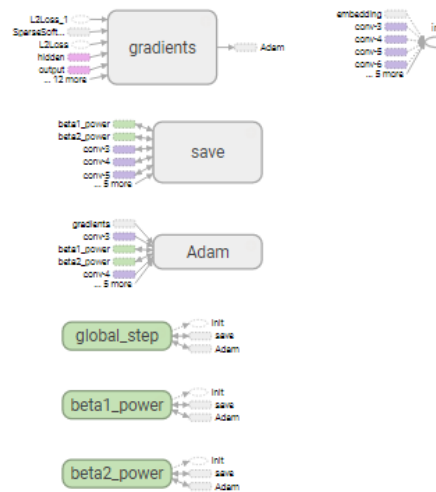 L2Loss_1
SparseSoft...
L2Loss
hidden
output
... 12 more
gradients
Adam
embedding
conv-3
conv-4
conv-5
conv-6
... 5 more
beta1_power
beta2_power
conv-3
conv-4
conv-5
... 5 more
save
gradients
conv-3
beta1_power
beta2_power
conv-4
... 5 more
Adam
global_step
init
save
Adam
beta1_power
init
save
Adam
beta2_power
init
save
Adam